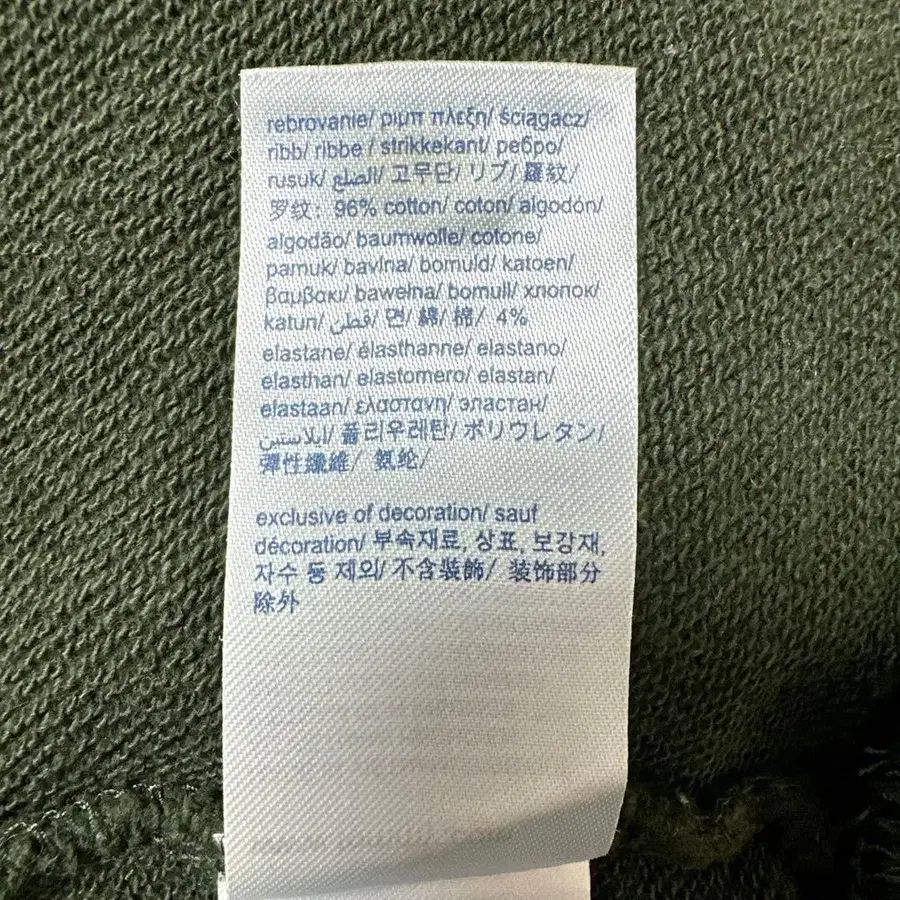 rebrovanie/ ριμπ πλεξη/ ściągacz/
ribb/ ribbe / strikkekant/ ребро/
rusuk/ الضلع/ 고무단/ リブ/ 羅紋/
罗纹: 96% cotton/ coton/ algodón/
algodão/ baumwolle/ cotone/
pamuk/ bavlna/ bomuld/ katoen/
βαμβακι/ bawełna/ bomull/ хлопок/
katun/ قطن/ 면/ 綿/ 棉/ 4%
elastane/ élasthanne/ elastano/
elasthan/ elastomero/ elastan/
elastaan/ ελαστανη/ эластан/
ايلاستين/ 폴리우레탄/ ポリウレタン/
彈性纖維/ 氨纶/
exclusive of decoration/ sauf
décoration/ 부속재료, 상표, 보강재,
자수 등 제외/ 不含裝飾/ 装饰部分
除外